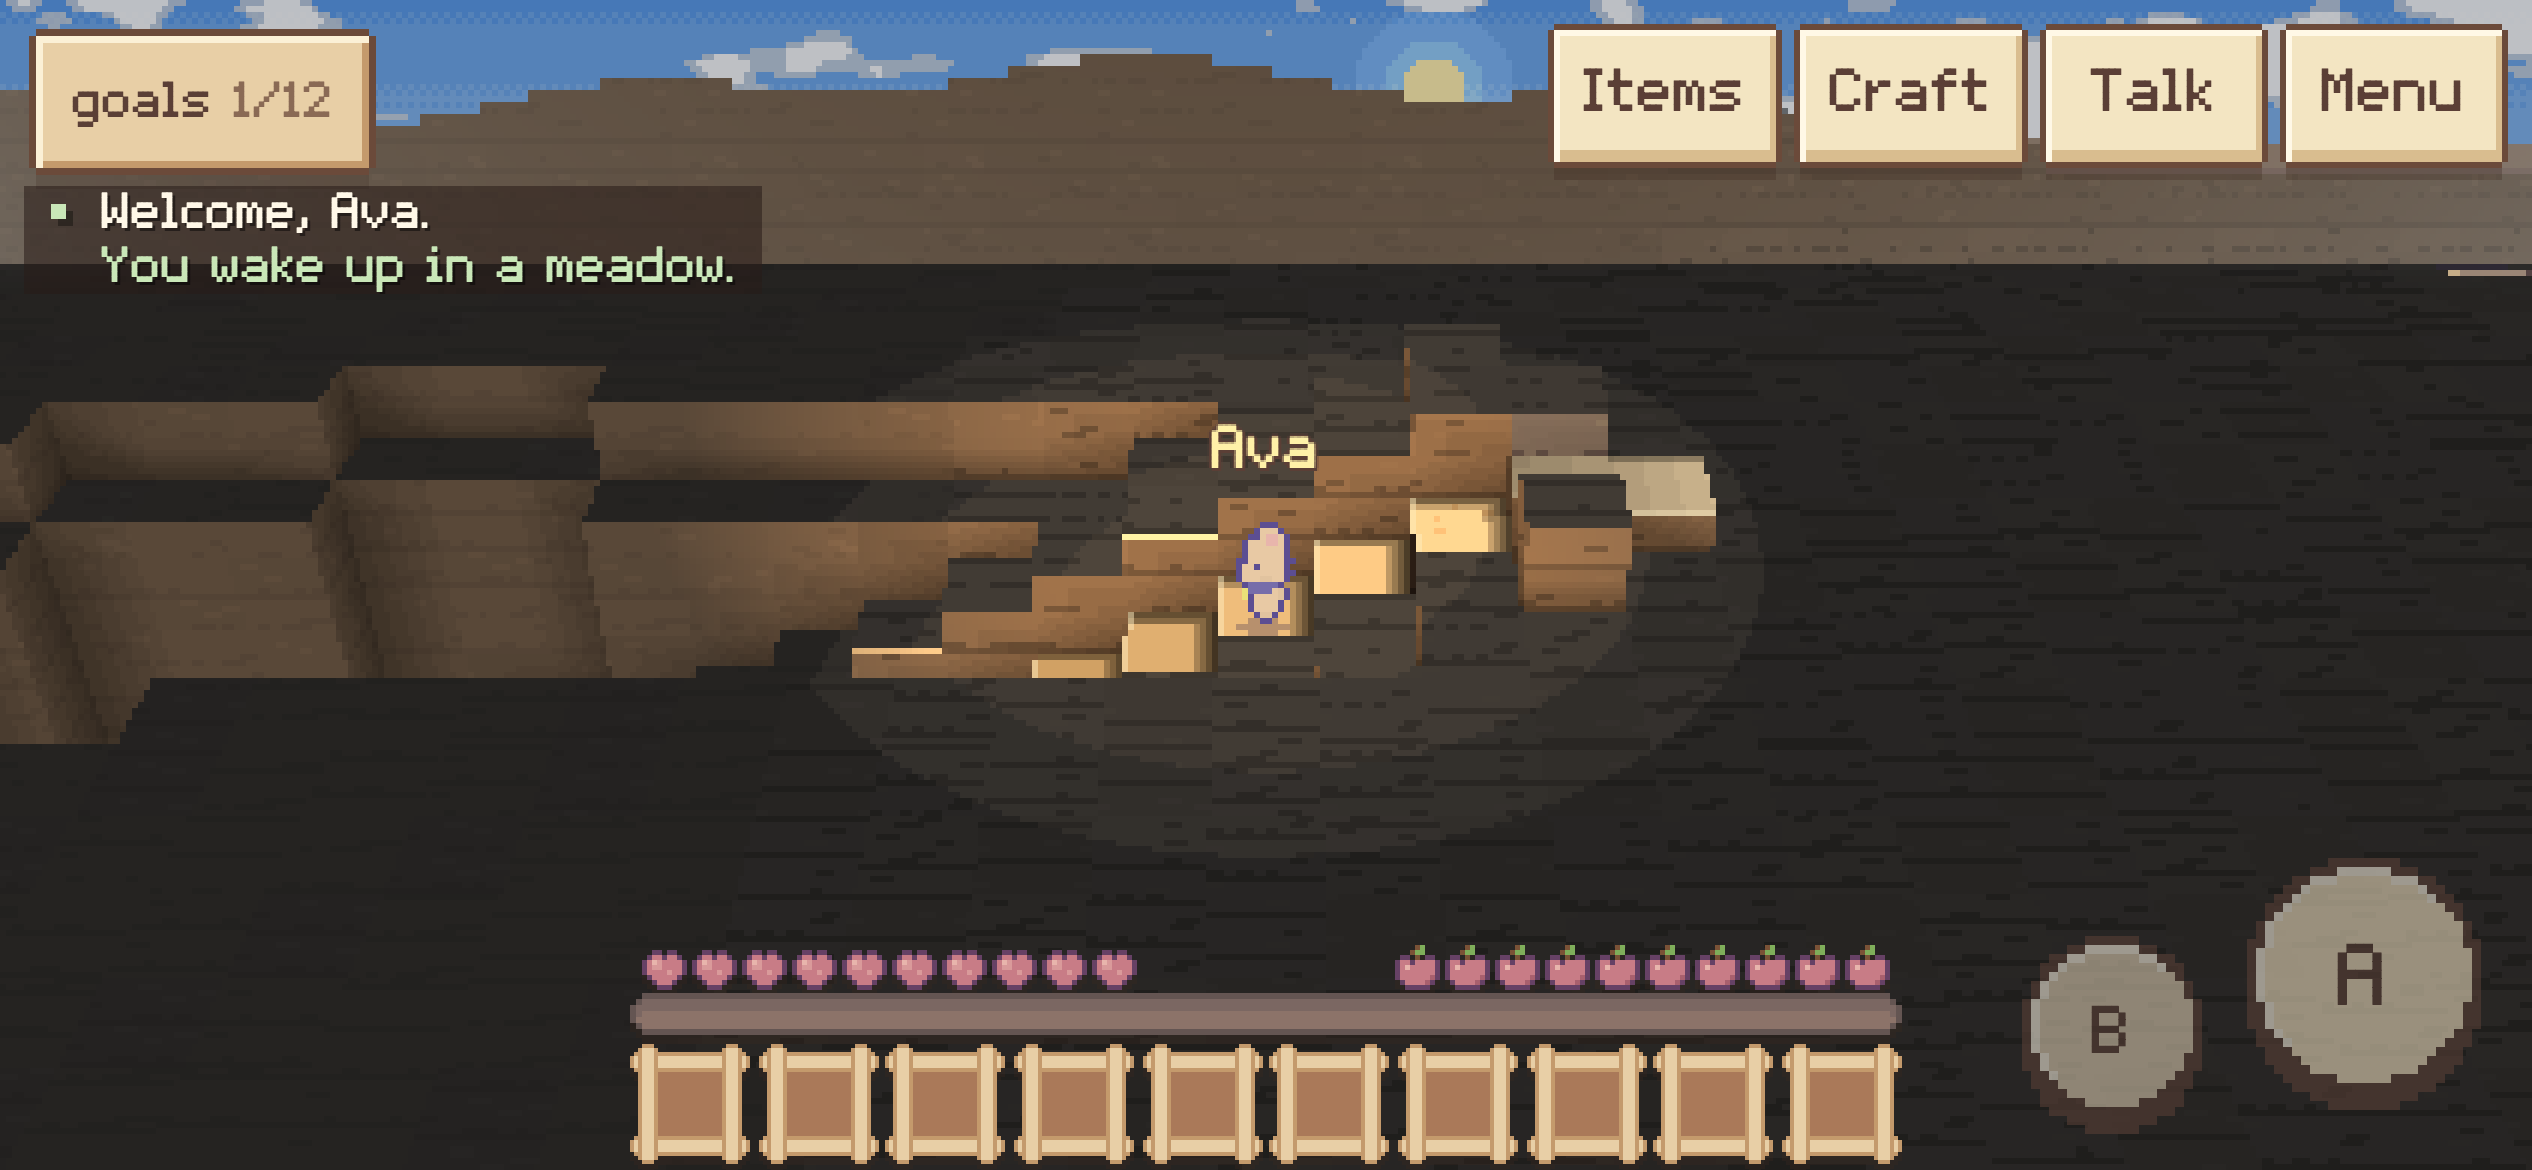 goals 1/12
Items
Craft
Talk
Menu
Welcome, Ava.
You wake up in a meadow.
Ava
B
A